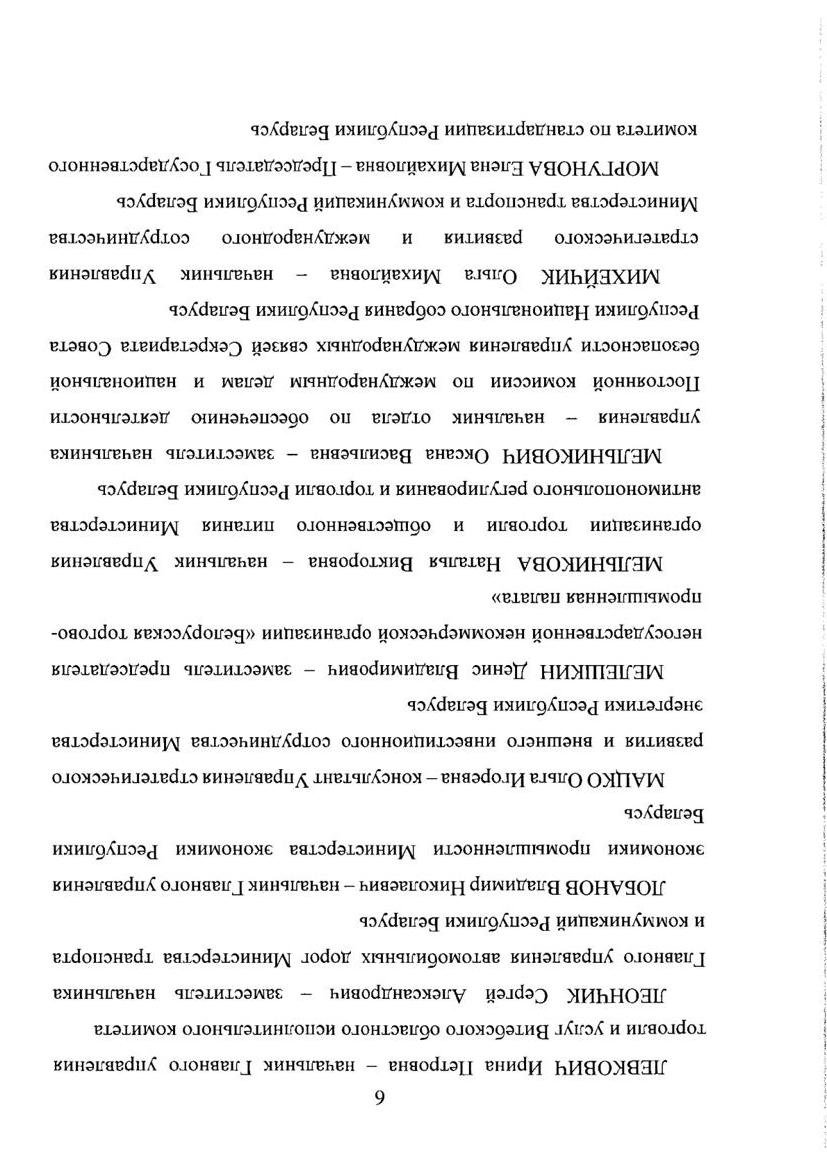 9
ЛЕВКОВИЧ Ирина Петровна – начальник Главного управления
торговли и услуг Витебского областного исполнительного комитета
ЛЕОНЧИК Сергей Александрович – заместитель начальника
Главного управления автомобильных дорог Министерства транспорта
и коммуникаций Республики Беларусь
ЛОБАНОВ Владимир Николаевич – начальник Главного управления
экономики промышленности Министерства экономики Республики
Беларусь
МАЦКО Ольга Игоревна – консультант Управления стратегического
развития и внешнего инвестиционного сотрудничества Министерства
энергетики Республики Беларусь
МЕЛЕШКИН Денис Владимирович – заместитель председателя
негосударственной некоммерческой организации «Белорусская торгово-
промышленная палата»
МЕЛЬНИКОВА Наталья Викторовна – начальник Управления
организации торговли и общественного питания Министерства
антимонопольного регулирования и торговли Республики Беларусь
МЕЛЬНИКОВИЧ Оксана Васильевна – заместитель начальника
управления – начальник отдела по обеспечению деятельности
Постоянной комиссии по международным делам и национальной
безопасности управления международных связей Секретариата Совета
Республики Национального собрания Республики Беларусь
МИХЕЙЧИК Ольга Михайловна – начальник Управления
стратегического развития и международного сотрудничества
Министерства транспорта и коммуникаций Республики Беларусь
МОРГУНОВА Елена Михайловна – Председатель Государственного
комитета по стандартизации Республики Беларусь